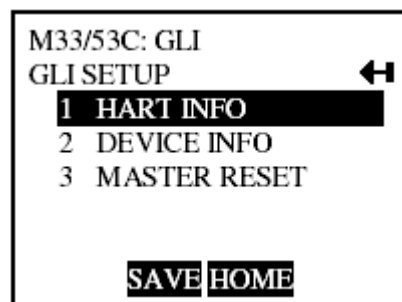 M33/53C: GLI
GLI SETUP
1 HART INFO
2 DEVICE INFO
3 MASTER RESET
SAVE HOME